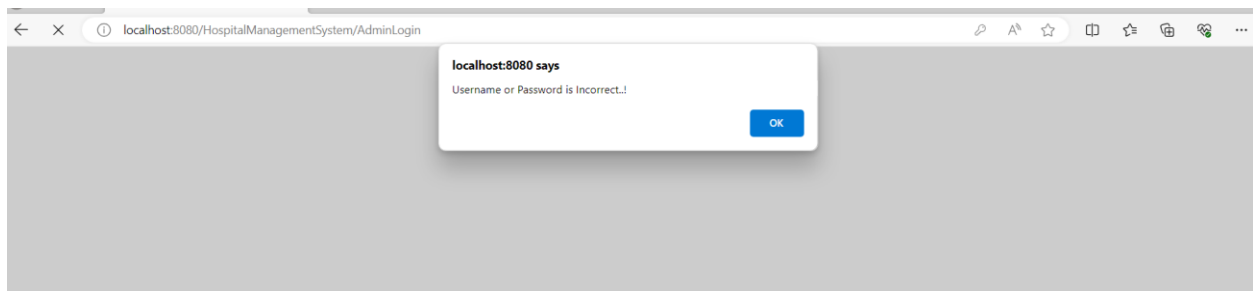 localhost:8080/HospitalManagementSystem/AdminLogin
localhost:8080 says
Username or Password is Incorrect..!
OK